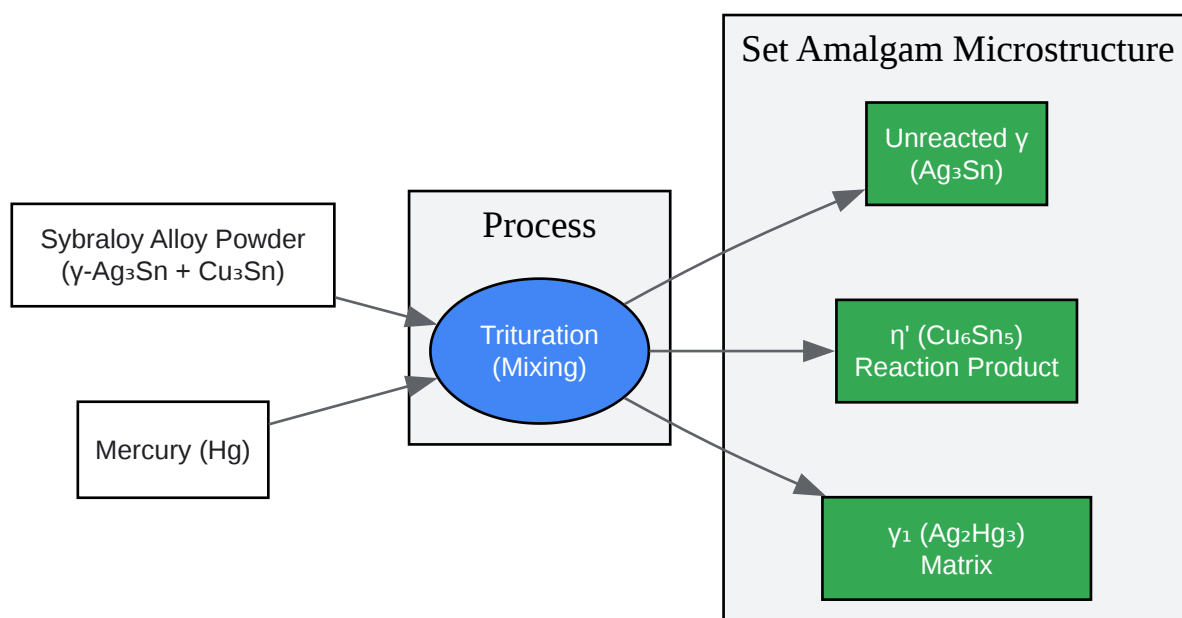 Set Amalgam Microstructure
Unreacted γ
(Ag₃Sn)
Process
Sybraloy Alloy Powder
(γ-Ag₃Sn + Cu₃Sn)
Trituration
(Mixing)
η' (Cu₆Sn₅)
Reaction Product
Mercury (Hg)
γ₁ (Ag₂Hg₃)
Matrix